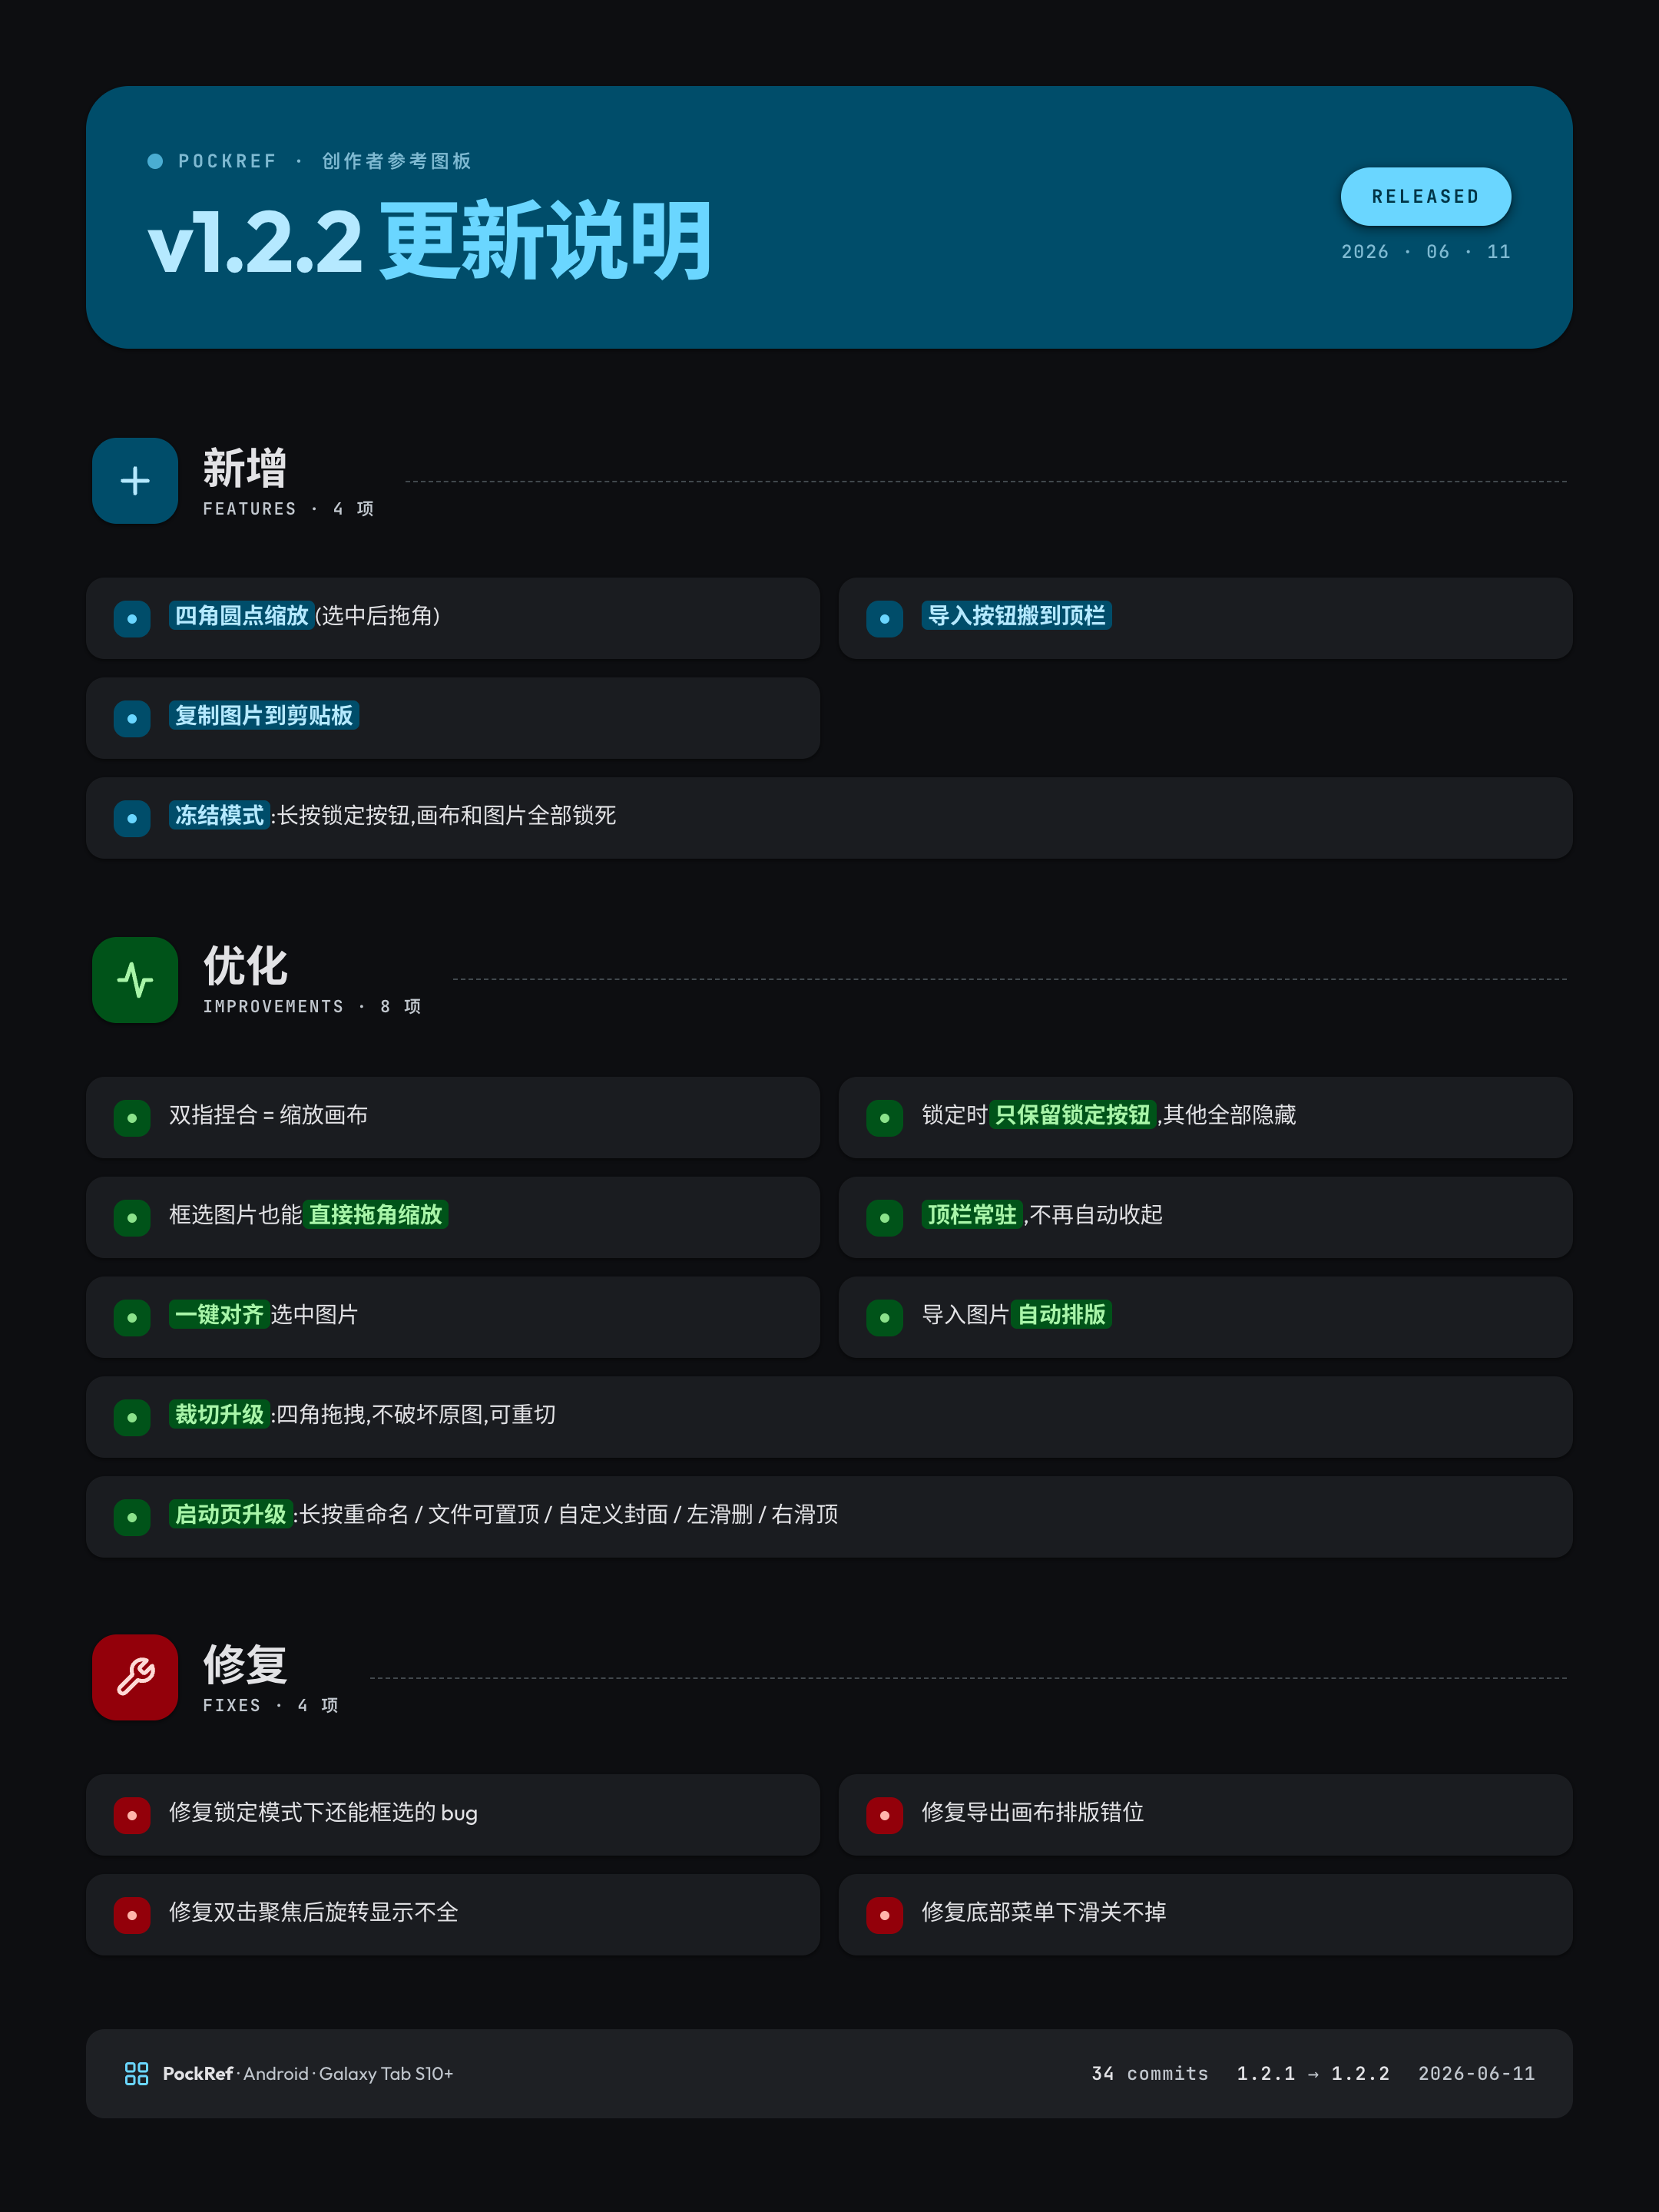 POCKREF · 创作者参考图板
v1.2.2 更新说明
RELEASED
2026 · 06 · 11
新增
FEATURES · 4 项
四角圆点缩放(选中后拖角)
导入按钮搬到顶栏
复制图片到剪贴板
冻结模式:长按锁定按钮,画布和图片全部锁死
优化
IMPROVEMENTS · 8 项
双指捏合 = 缩放画布
锁定时只保留锁定按钮,其他全部隐藏
框选图片也能直接拖角缩放
顶栏常驻,不再自动收起
一键对齐选中图片
导入图片自动排版
裁切升级:四角拖拽,不破坏原图,可重切
启动页升级:长按重命名 / 文件可置顶 / 自定义封面 / 左滑删 / 右滑顶
修复
FIXES · 4 项
修复锁定模式下还能框选的 bug
修复导出画布排版错位
修复双击聚焦后旋转显示不全
修复底部菜单下滑关不掉
PockRef · Android · Galaxy Tab S10+
34 commits 1.2.1 → 1.2.2 2026-06-11